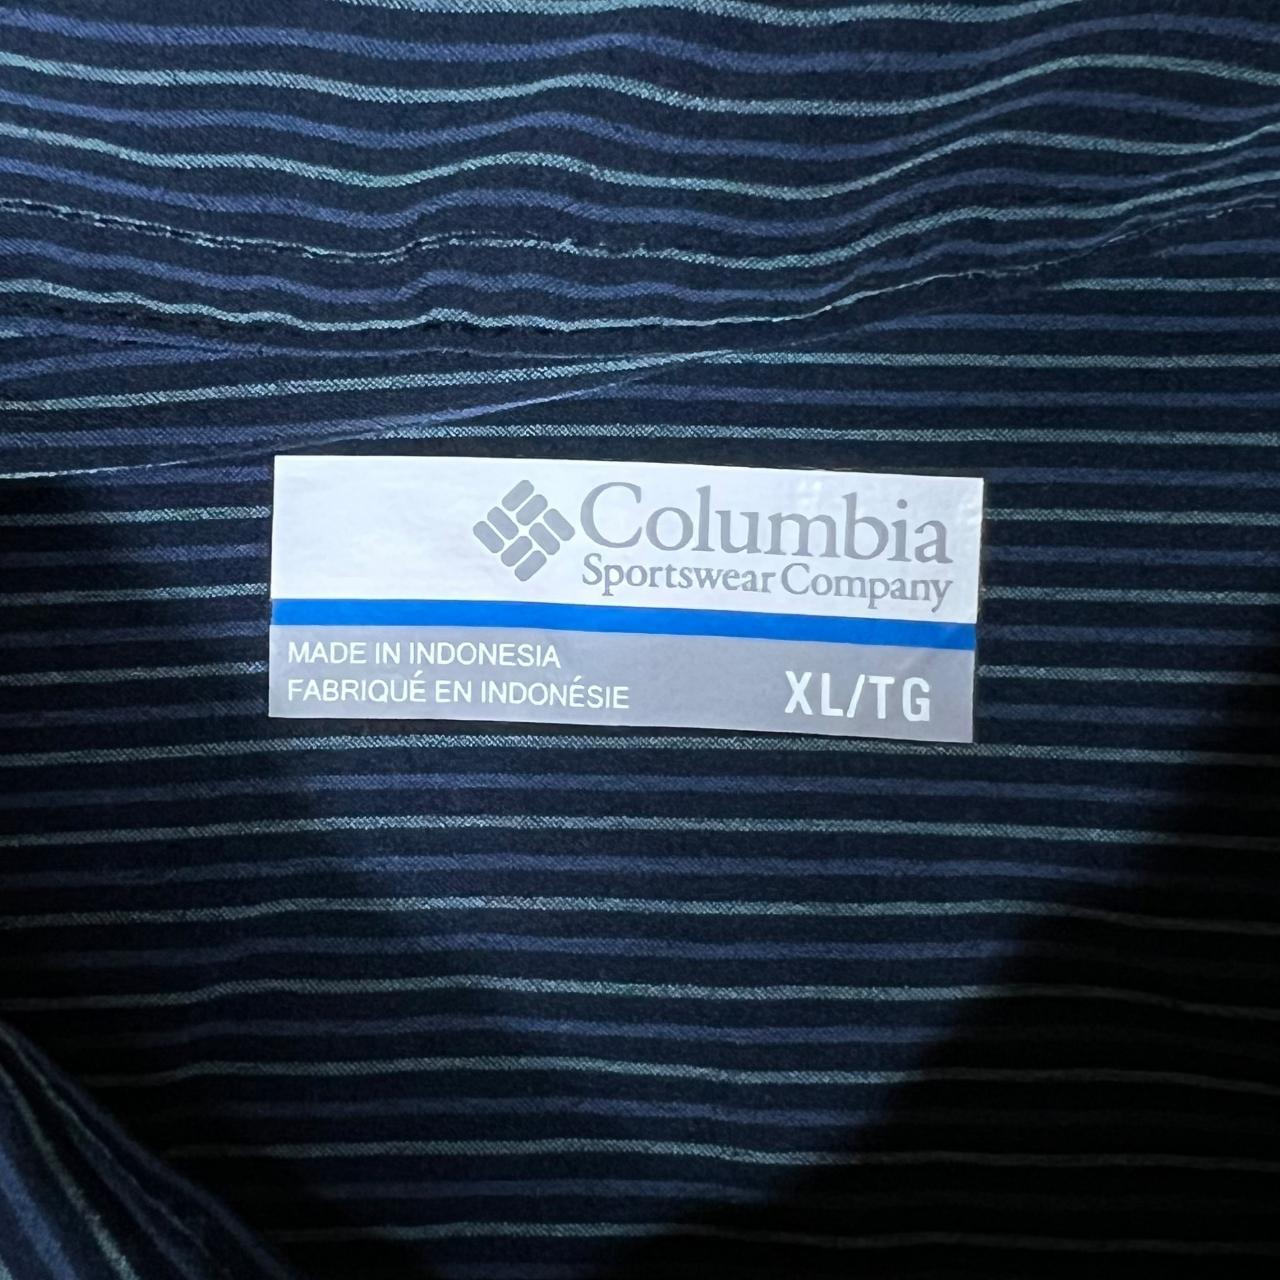 Columbia
Sportswear Company
MADE IN INDONESIA
FABRIQUÉ EN INDONÉSIE
XL/TG